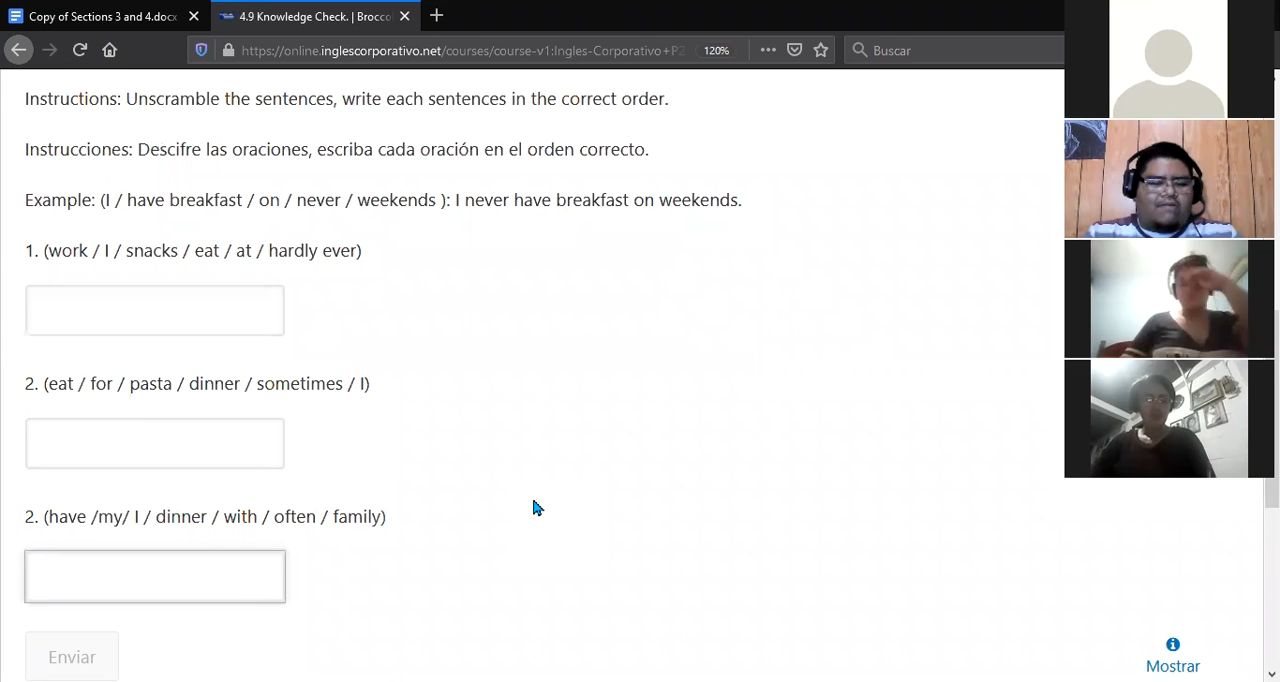 Copy of Sections 3 and 4.docx
4.9 Knowledge Check. | Brocco
https://online.inglescorporativo.net/courses/course-v1:Ingles-Corporativo+P2
120%
Buscar
Instructions: Unscramble the sentences, write each sentences in the correct order.
Instrucciones: Descifre las oraciones, escriba cada oración en el orden correcto.
Example: (I / have breakfast / on / never / weekends ): I never have breakfast on weekends.
1. (work / I / snacks / eat / at / hardly ever)
2. (eat / for / pasta / dinner / sometimes / I)
2. (have /my/ I / dinner / with / often / family)
Enviar
Mostrar